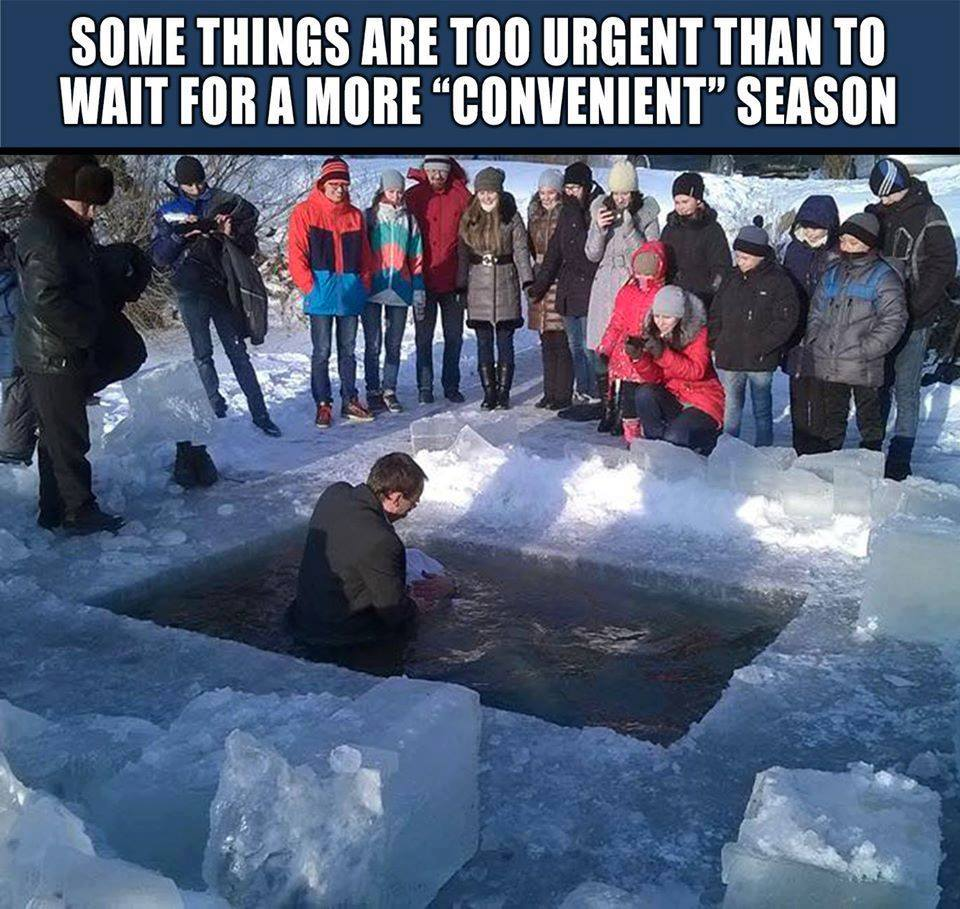 SOME THINGS ARE TOO URGENT THAN TO
WAIT FOR A MORE “CONVENIENT” SEASON